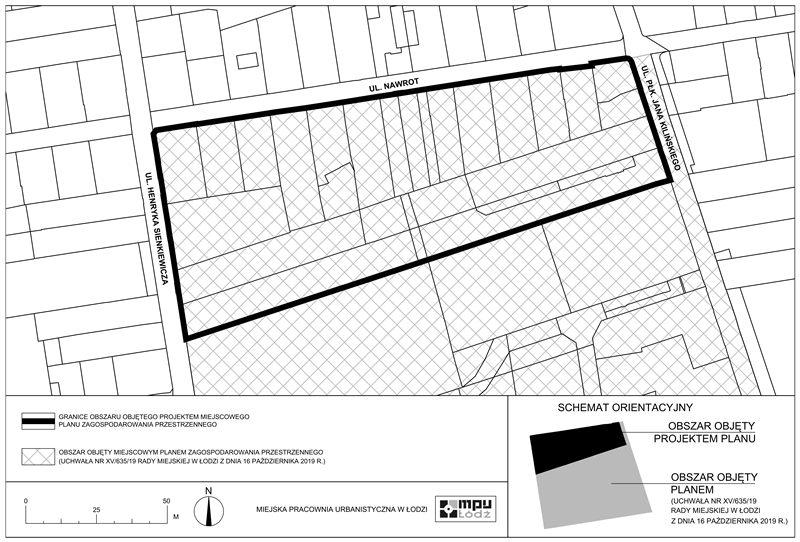 UL. NAWROT
UL. PŁK. JANA KILIŃSKIEGO
UL. HENRYKA SIENKIEWICZA
GRANICE OBSZARU OBJĘTEGO PROJEKTEM MIEJSCOWEGO
PLANU ZAGOSPODAROWANIA PRZESTRZENNEGO
OBSZAR OBJĘTY MIEJSCOWYM PLANEM ZAGOSPODAROWANIA PRZESTRZENNEGO
(UCHWAŁA NR XV/635/19 RADY MIEJSKIEJ W ŁODZI Z DNIA 16 PAŹDZIERNIKA 2019 R.)
0 25 50
M
N
MIEJSKA PRACOWNIA URBANISTYCZNA W ŁODZI
mpu
Łódź
SCHEMAT ORIENTACYJNY
OBSZAR OBJĘTY
PROJEKTEM PLANU
OBSZAR OBJĘTY
PLANEM
(UCHWAŁA NR XV/635/19
RADY MIEJSKIEJ W ŁODZI
Z DNIA 16 PAŹDZIERNIKA 2019 R.)